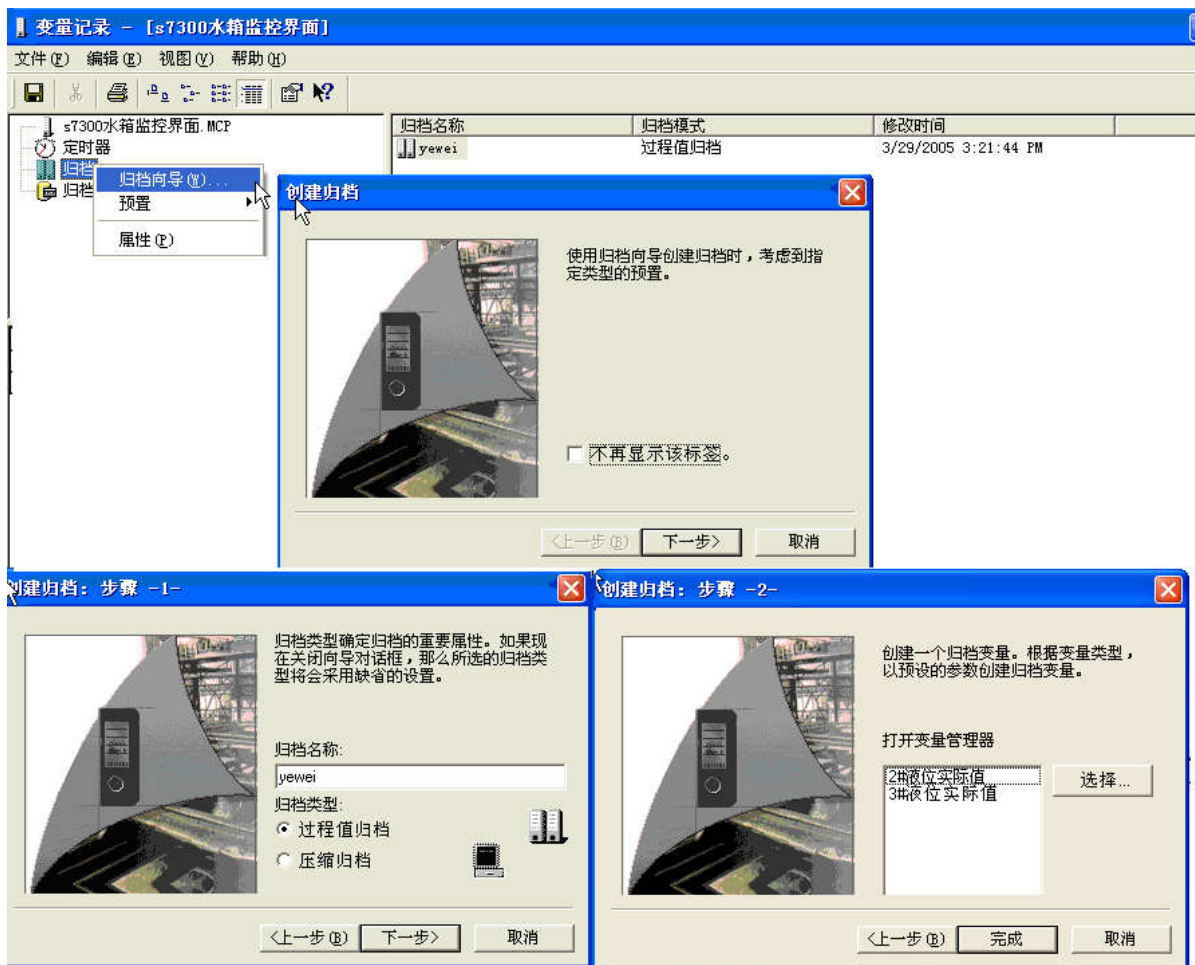 变量记录 - [s7300水箱监控界面]
文件(F) 编辑(E) 视图(V) 帮助(H)
s7300水箱监控界面.MCP
定时器
归档
归档
归档向导(W)...
预置
属性(P)
归档名称 归档模式 修改时间
yewei 过程值归档 3/29/2005 3:21:44 PM
创建归档
使用归档向导创建归档时，考虑到指
定类型的预置。
不再显示该标签。
<上一步(B) 下一步> 取消
创建归档: 步骤 -1-
归档类型确定归档的重要属性。如果现
在关闭向导对话框，那么所选的归档类
型将会采用缺省的设置。
归档名称:
yewei
归档类型:
过程值归档
压缩归档
<上一步(B) 下一步> 取消
创建归档: 步骤 -2-
创建一个归档变量。根据变量类型，
以预设的参数创建归档变量。
打开变量管理器
2#液位实际值
3#液位实际值
选择...
<上一步(B) 完成 取消